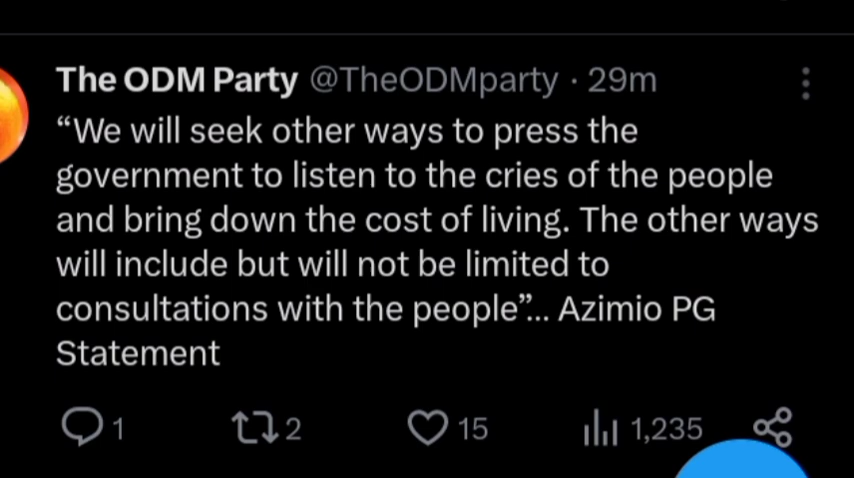 The ODM Party @TheODMparty · 29m
“We will seek other ways to press the
government to listen to the cries of the people
and bring down the cost of living. The other ways
will include but will not be limited to
consultations with the people”... Azimio PG
Statement
1 2 15 1,235